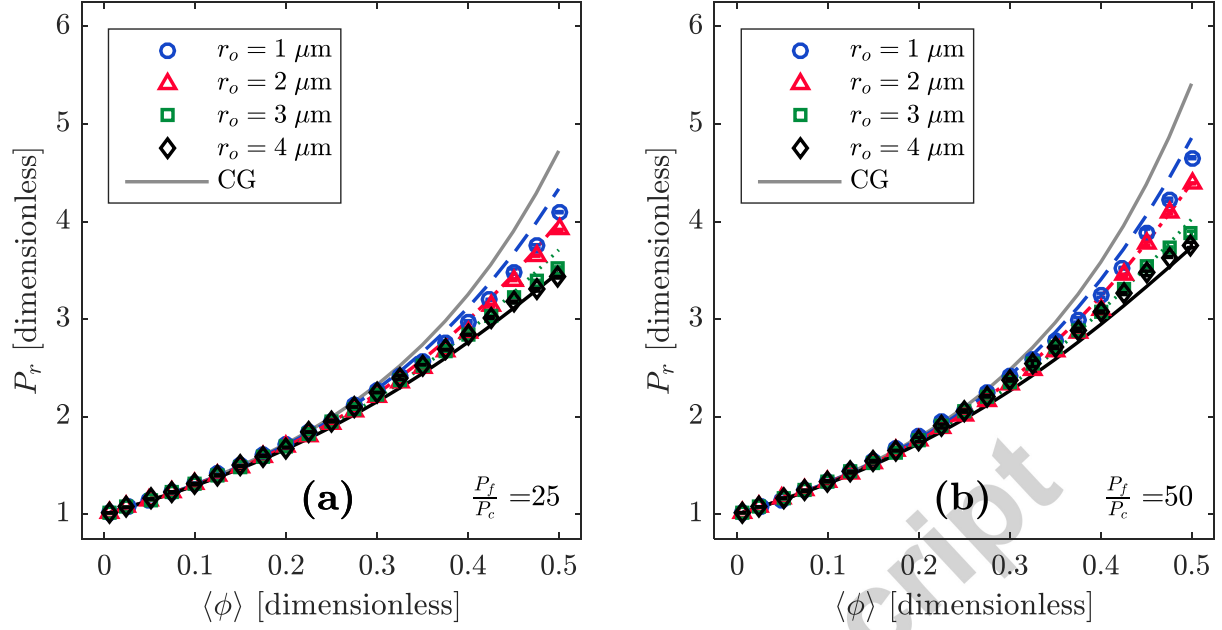 6
5
4
3
2
1
P_r [dimensionless]
r_o = 1 μm
r_o = 2 μm
r_o = 3 μm
r_o = 4 μm
CG
(a)
P_f/P_c =25
0 0.1 0.2 0.3 0.4 0.5
⟨ϕ⟩ [dimensionless]
6
5
4
3
2
1
P_r [dimensionless]
r_o = 1 μm
r_o = 2 μm
r_o = 3 μm
r_o = 4 μm
CG
(b)
P_f/P_c =50
0 0.1 0.2 0.3 0.4 0.5
⟨ϕ⟩ [dimensionless]
cript